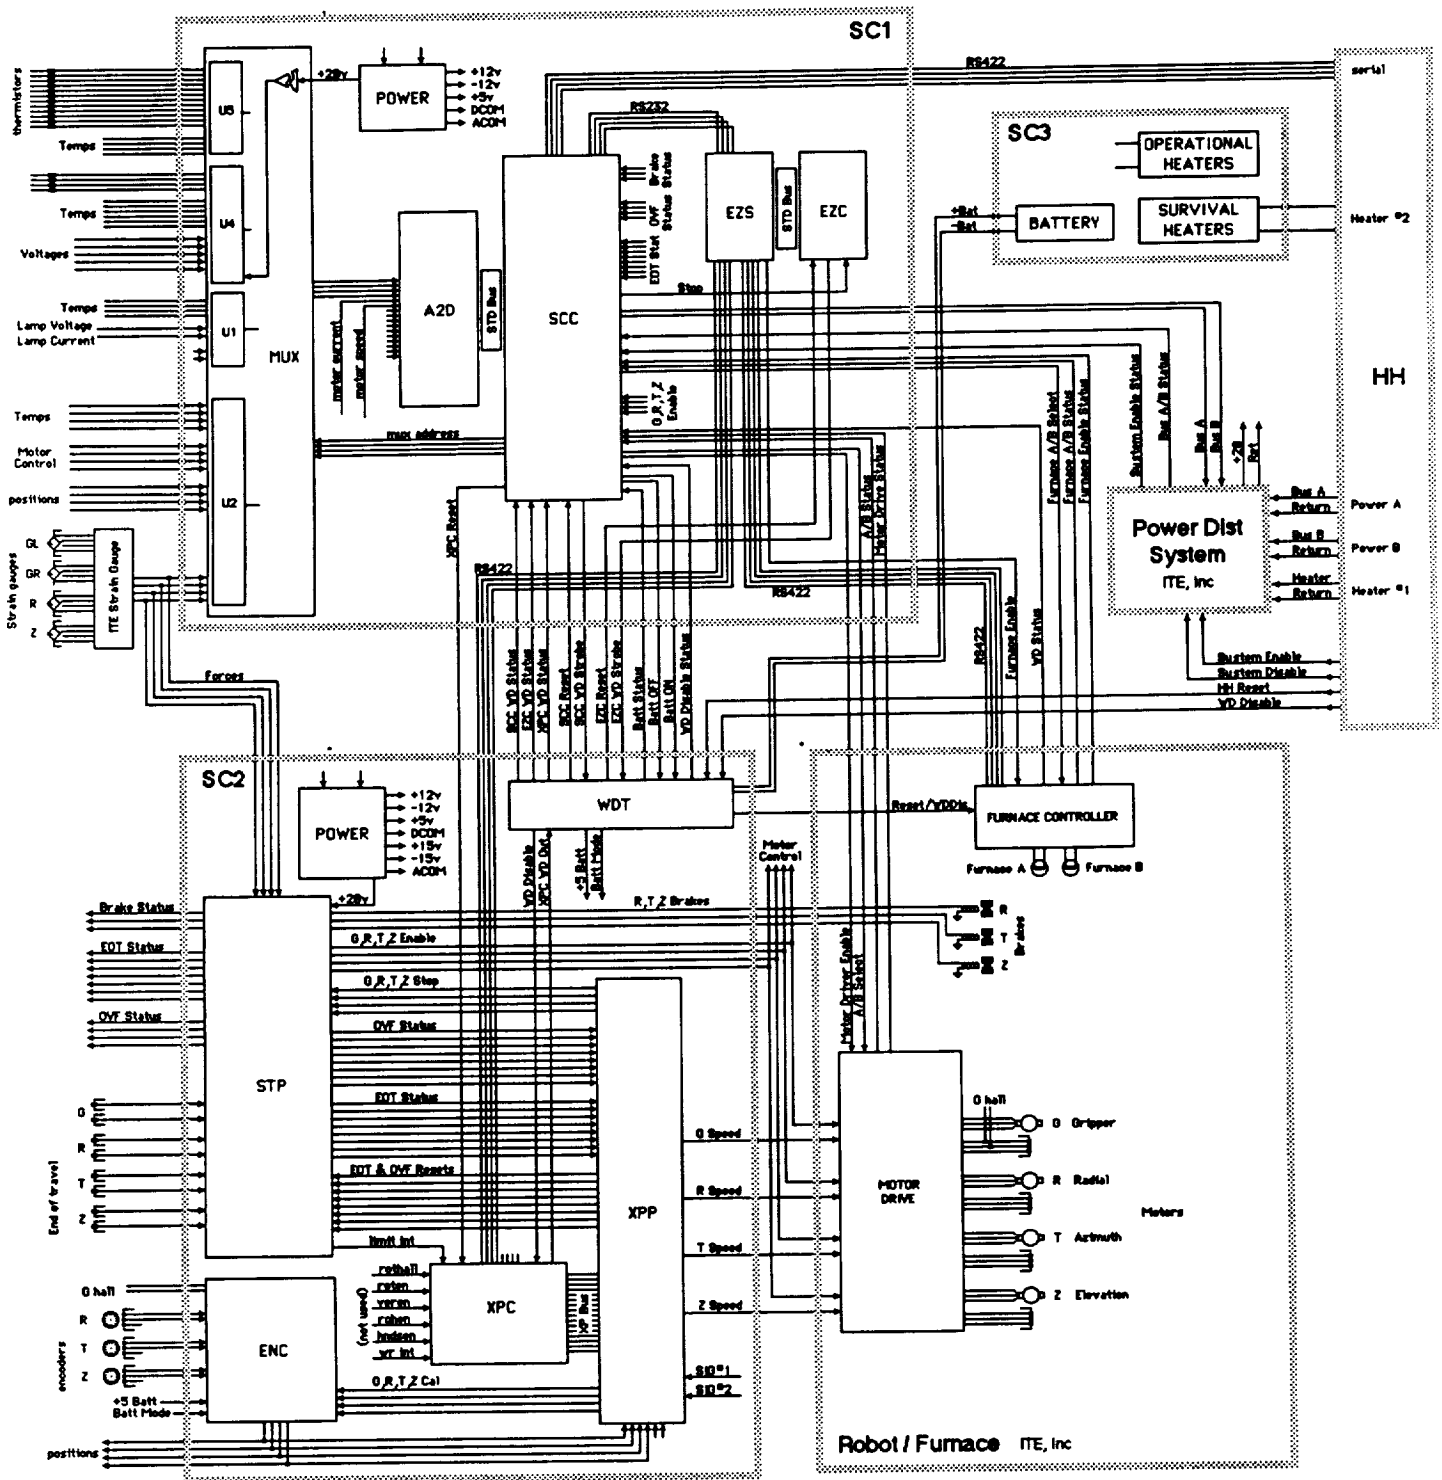 SC1
RS422
serial
thermistors
U5
+28v
POWER
+12v
-12v
+5v
DCOM
ACOM
Temps
RS232
SC3
OPERATIONAL
HEATERS
U4
Temps
Voltages
A2D
STD Bus
SCC
Brake
Status
OVF
Status
EOT Stat
EZS
STD Bus
EZC
+Bat
-Bat
BATTERY
SURVIVAL
HEATERS
Heater #2
Stop
Temps
Lamp Voltage
Lamp Current
U1
MUX
motor current
motor speed
HH
Temps
Motor
Control
positions
U2
mux address
G,R,T,Z
Enable
A/B Status
Motor Drive Status
Furnace A/B Select
Furnace A/B Status
Furnace Enable Status
Bustem Enable Status
Bus A/B Status
Bus A
Bus B
+28
Ret
Power Dist
System
ITE, Inc
Bus A
Return
Power A
Bus B
Return
Power B
Heater
Return
Heater #1
XPC Reset
Strain gauges
GL
GR
R
Z
ITE Strain Gauge
RS422
RS422
RS422
Furnace Enable
WD Status
Forces
SCC WD Status
EZC WD Status
XPC WD Status
SCC Reset
SCC WD Strobe
EZC Reset
EZC WD Strobe
Batt Status
Batt OFF
Batt ON
WD Disable Status
Bustem Enable
Bustem Disable
HH Reset
WD Disable
SC2
POWER
+12v
-12v
+5v
DCOM
+15v
-15v
ACOM
+28v
WDT
Reset/WDDis
FURNACE CONTROLLER
Furnace A
Furnace B
WD Disable
XPC WD Out
+5 Batt
Batt Mode
Motor
Control
Brake Status
R,T,Z Brakes
R
T
Z
Brakes
EOT Status
G,R,T,Z Enable
G,R,T,Z Stop
Motor Driver Enable
A/B Select
OVF Status
OVF Status
STP
EOT Status
End of travel
G
R
T
Z
EOT & OVF Resets
limit int
XPP
G Speed
R Speed
T Speed
Z Speed
MOTOR
DRIVE
G hall
G Gripper
R Radial
T Azimuth
Z Elevation
Motors
G hall
encoders
R
T
Z
ENC
(not used)
rothall
roten
veren
rohen
hndsen
wr int
XPC
XP Bus
G,R,T,Z Cal
SIO #1
SIO #2
+5 Batt
Batt Mode
positions
Robot / Furnace ITE, Inc